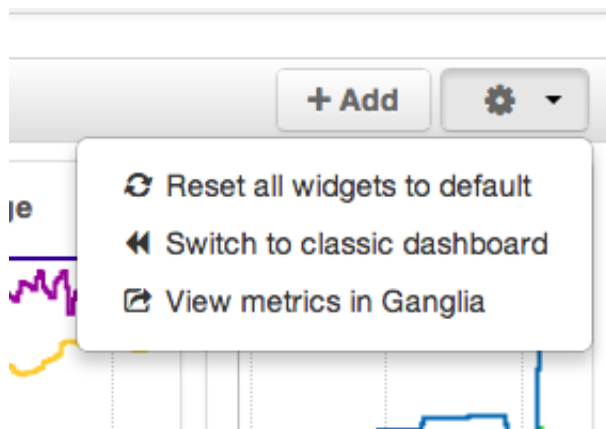 + Add
Reset all widgets to default
Switch to classic dashboard
View metrics in Ganglia